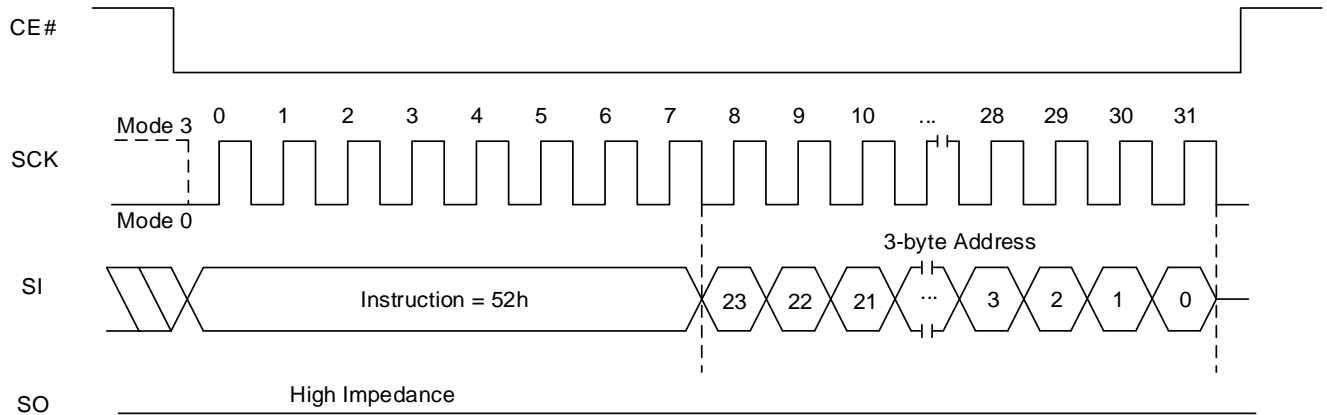 CE#
0 1 2 3 4 5 6 7 8 9 10 ... 28 29 30 31
Mode 3
SCK
Mode 0
3-byte Address
SI
Instruction = 52h 23 22 21 ... 3 2 1 0
High Impedance
SO